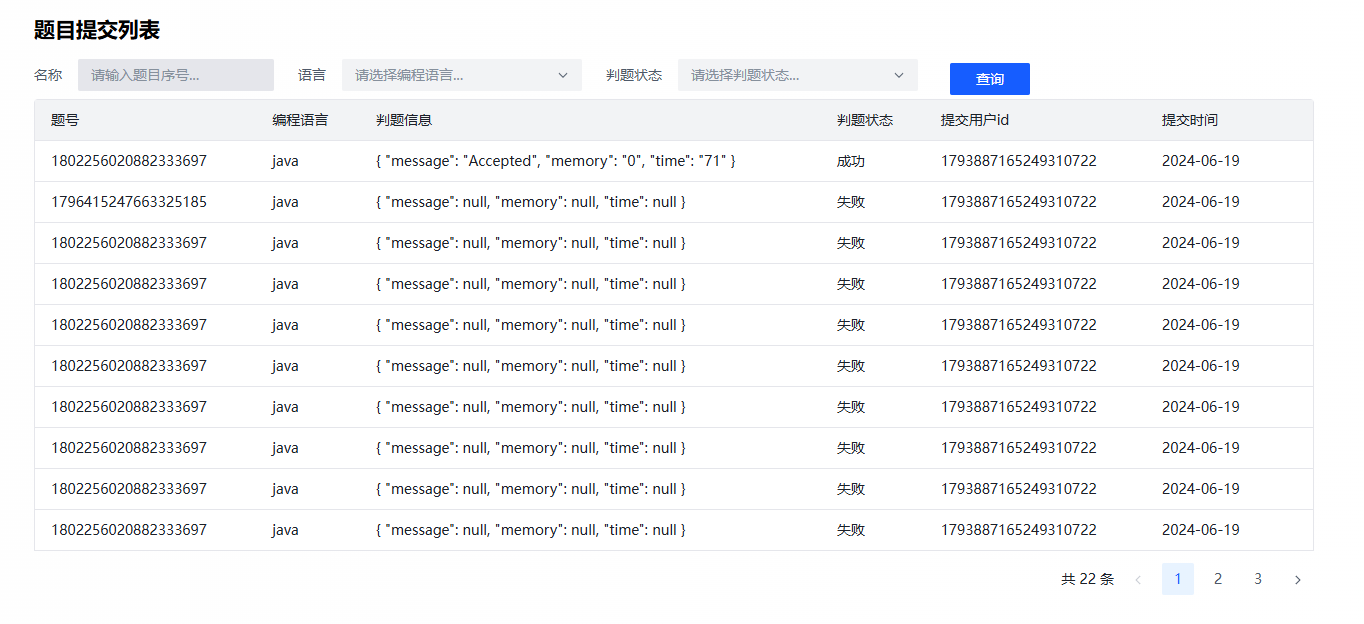 题目提交列表
名称 请输入题目序号... 语言 请选择编程语言... 判题状态 请选择判题状态... 查询
题号 编程语言 判题信息 判题状态 提交用户id 提交时间
1802256020882333697 java { "message": "Accepted", "memory": "0", "time": "71" } 成功 1793887165249310722 2024-06-19
1796415247663325185 java { "message": null, "memory": null, "time": null } 失败 1793887165249310722 2024-06-19
1802256020882333697 java { "message": null, "memory": null, "time": null } 失败 1793887165249310722 2024-06-19
1802256020882333697 java { "message": null, "memory": null, "time": null } 失败 1793887165249310722 2024-06-19
1802256020882333697 java { "message": null, "memory": null, "time": null } 失败 1793887165249310722 2024-06-19
1802256020882333697 java { "message": null, "memory": null, "time": null } 失败 1793887165249310722 2024-06-19
1802256020882333697 java { "message": null, "memory": null, "time": null } 失败 1793887165249310722 2024-06-19
1802256020882333697 java { "message": null, "memory": null, "time": null } 失败 1793887165249310722 2024-06-19
1802256020882333697 java { "message": null, "memory": null, "time": null } 失败 1793887165249310722 2024-06-19
1802256020882333697 java { "message": null, "memory": null, "time": null } 失败 1793887165249310722 2024-06-19
共 22 条 1 2 3